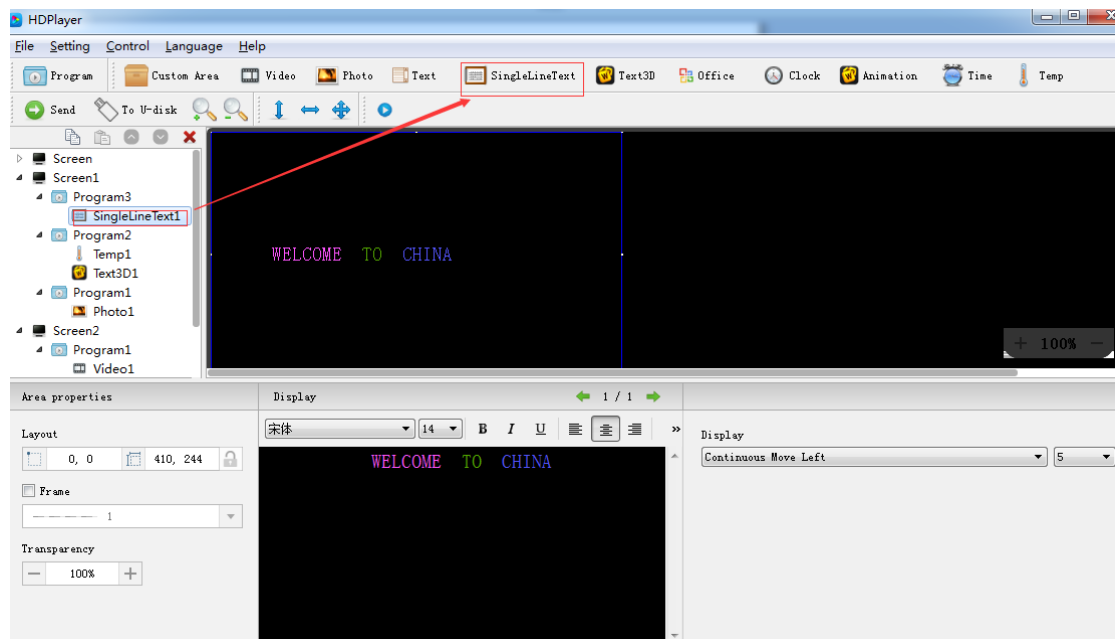 HDPlayer
File Setting Control Language Help
Program Custom Area Video Photo Text SingleLineText Text3D Office Clock Animation Time Temp
Send To U-disk
Screen
Screen1
Program3
SingleLineText1
Program2
Temp1
Text3D1
Program1
Photo1
Screen2
Program1
Video1
WELCOME TO CHINA
+ 100% −
Area properties
Layout
0, 0 410, 244
Frame
1
Transparency
— 100% +
Display 1 / 1
宋体 14 B I U »
WELCOME TO CHINA
Display
Continuous Move Left 5